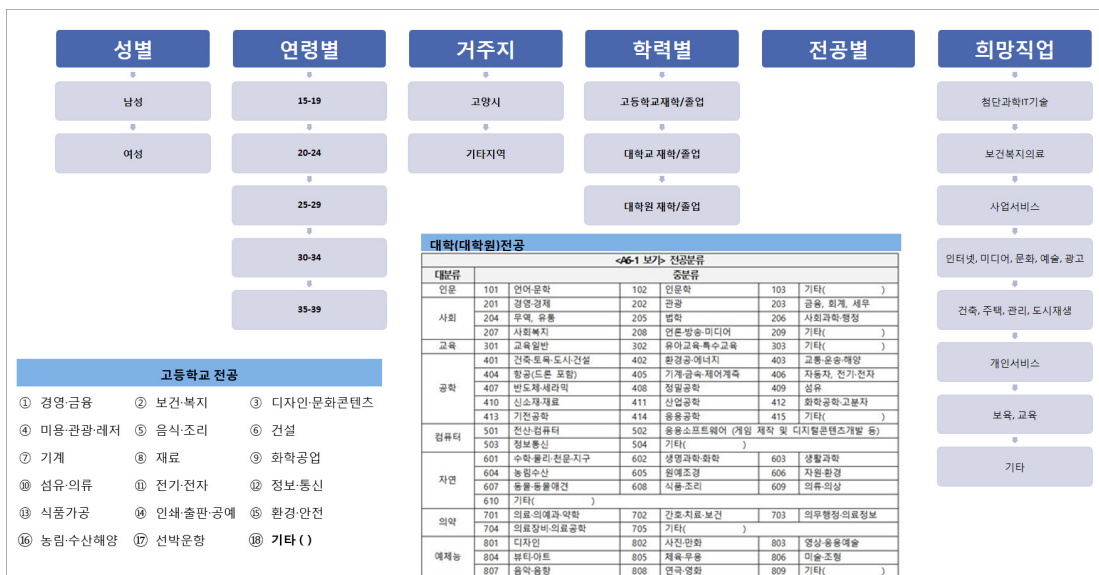 성별
연령별
거주지
학력별
전공별
희망직업
남성
여성
15-19
20-24
25-29
30-34
35-39
고양시
기타지역
고등학교재학/졸업
대학교 재학/졸업
대학원 재학/졸업
첨단과학IT기술
보건복지의료
사업서비스
인터넷, 미디어, 문화, 예술, 광고
건축, 주택, 관리, 도시재생
개인서비스
보육, 교육
기타
고등학교 전공
① 경영·금융 ② 보건·복지 ③ 디자인·문화콘텐츠
④ 미용·관광·레저 ⑤ 음식·조리 ⑥ 건설
⑦ 기계 ⑧ 재료 ⑨ 화학공업
⑩ 섬유·의류 ⑪ 전기·전자 ⑫ 정보·통신
⑬ 식품가공 ⑭ 인쇄·출판·공예 ⑮ 환경·안전
⑯ 농림·수산해양 ⑰ 선박운항 ⑱ 기타 ( )
대학(대학원)전공
<A6-1 보기> 전공분류
대분류 중분류
인문 101 언어·문학 102 인문학 103 기타( )
사회 201 경영·경제 202 관광 203 금융, 회계, 세무
204 무역, 유통 205 법학 206 사회과학·행정
207 사회복지 208 언론·방송·미디어 209 기타( )
교육 301 교육일반 302 유아교육·특수교육 303 기타( )
공학 401 건축·토목·도시·건설 402 환경공·에너지 403 교통·운송·해양
404 항공(드론 포함) 405 기계·금속·제어계측 406 자동차, 전기·전자
407 반도체·세라믹 408 정밀공학 409 섬유
410 신소재·재료 411 산업공학 412 화학공학·고분자
413 기전공학 414 응용공학 415 기타( )
컴퓨터 501 전산·컴퓨터 502 응용소프트웨어 (게임 제작 및 디지털콘텐츠개발 등)
503 정보통신 504 기타( )
자연 601 수학·물리·천문·지구 602 생명과학·화학 603 생활과학
604 농림수산 605 원예조경 606 자원·환경
607 동물·동물애견 608 식품·조리 609 의류·의상
610 기타( )
의약 701 의료·의예과·약학 702 간호·치료·보건 703 의무행정·의료정보
704 의료장비·의료공학 705 기타( )
예체능 801 디자인 802 사진·만화 803 영상·응용예술
804 뷰티·아트 805 체육·무용 806 미술·조형
807 음악·음향 808 연극·영화 809 기타( )